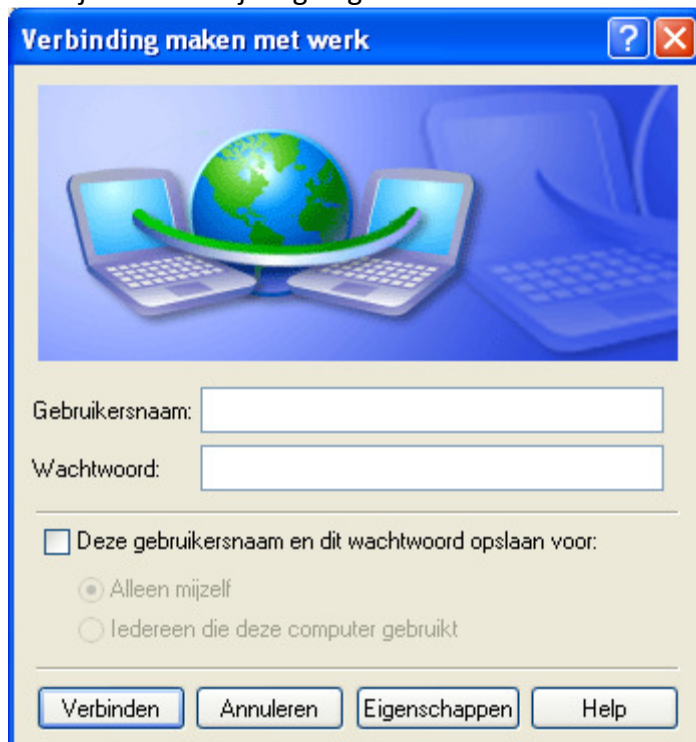 Verbinding maken met werk
Gebruikersnaam:
Wachtwoord:
Deze gebruikersnaam en dit wachtwoord opslaan voor:
Alleen mijzelf
Iedereen die deze computer gebruikt
Verbinden Annuleren Eigenschappen Help